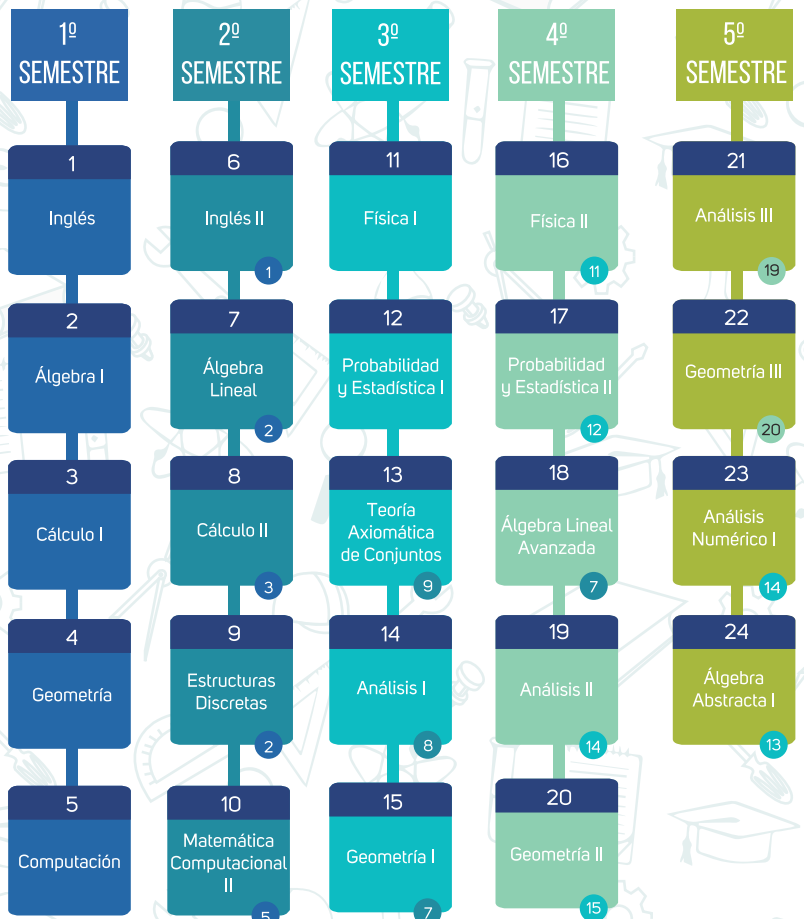 1º
SEMESTRE
1
Inglés
2
Álgebra I
3
Cálculo I
4
Geometría
5
Computación
2º
SEMESTRE
6
Inglés II
1
7
Álgebra
Lineal
2
8
Cálculo II
3
9
Estructuras
Discretas
2
10
Matemática
Computacional
II
5
3º
SEMESTRE
11
Física I
12
Probabilidad
y Estadística I
13
Teoría
Axiomática
de Conjuntos
9
14
Análisis I
8
15
Geometría I
7
4º
SEMESTRE
16
Física II
11
17
Probabilidad
y Estadística II
12
18
Álgebra Lineal
Avanzada
7
19
Análisis II
14
20
Geometría II
15
5º
SEMESTRE
21
Análisis III
19
22
Geometría III
20
23
Análisis
Numérico I
14
24
Álgebra
Abstracta I
13